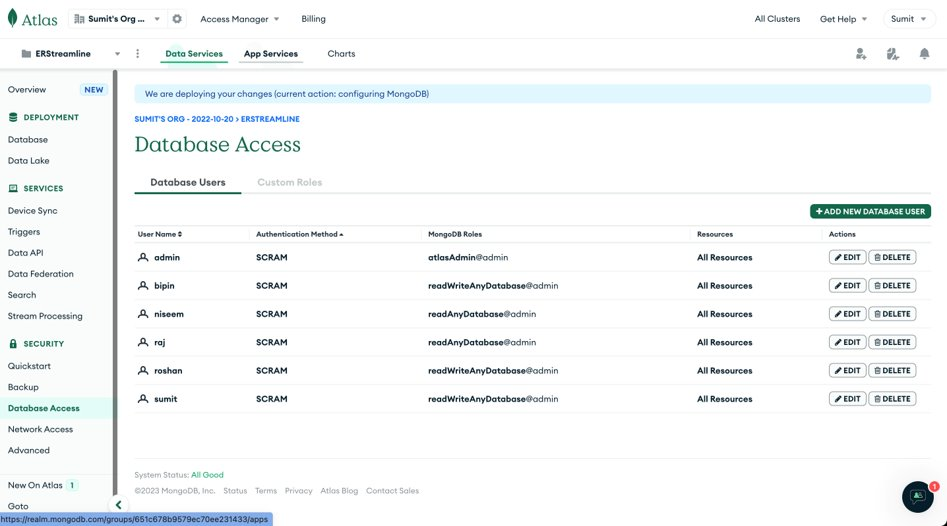 Atlas
Sumit's Org ...
Access Manager
Billing
All Clusters
Get Help
Sumit
ERStreamline
Data Services
App Services
Charts
Overview
NEW
DEPLOYMENT
Database
Data Lake
SERVICES
Device Sync
Triggers
Data API
Data Federation
Search
Stream Processing
SECURITY
Quickstart
Backup
Database Access
Network Access
Advanced
New On Atlas 1
Goto
We are deploying your changes (current action: configuring MongoDB)
SUMIT'S ORG - 2022-10-20 > ERSTREAMLINE
Database Access
Database Users
Custom Roles
+ ADD NEW DATABASE USER
User Name Authentication Method MongoDB Roles Resources Actions
admin SCRAM atlasAdmin@admin All Resources EDIT DELETE
bipin SCRAM readWriteAnyDatabase@admin All Resources EDIT DELETE
niseem SCRAM readAnyDatabase@admin All Resources EDIT DELETE
raj SCRAM readAnyDatabase@admin All Resources EDIT DELETE
roshan SCRAM readWriteAnyDatabase@admin All Resources EDIT DELETE
sumit SCRAM readWriteAnyDatabase@admin All Resources EDIT DELETE
System Status: All Good
©2023 MongoDB, Inc. Status Terms Privacy Atlas Blog Contact Sales
1
https://realm.mongodb.com/groups/651c678b9579ec70ee231433/apps